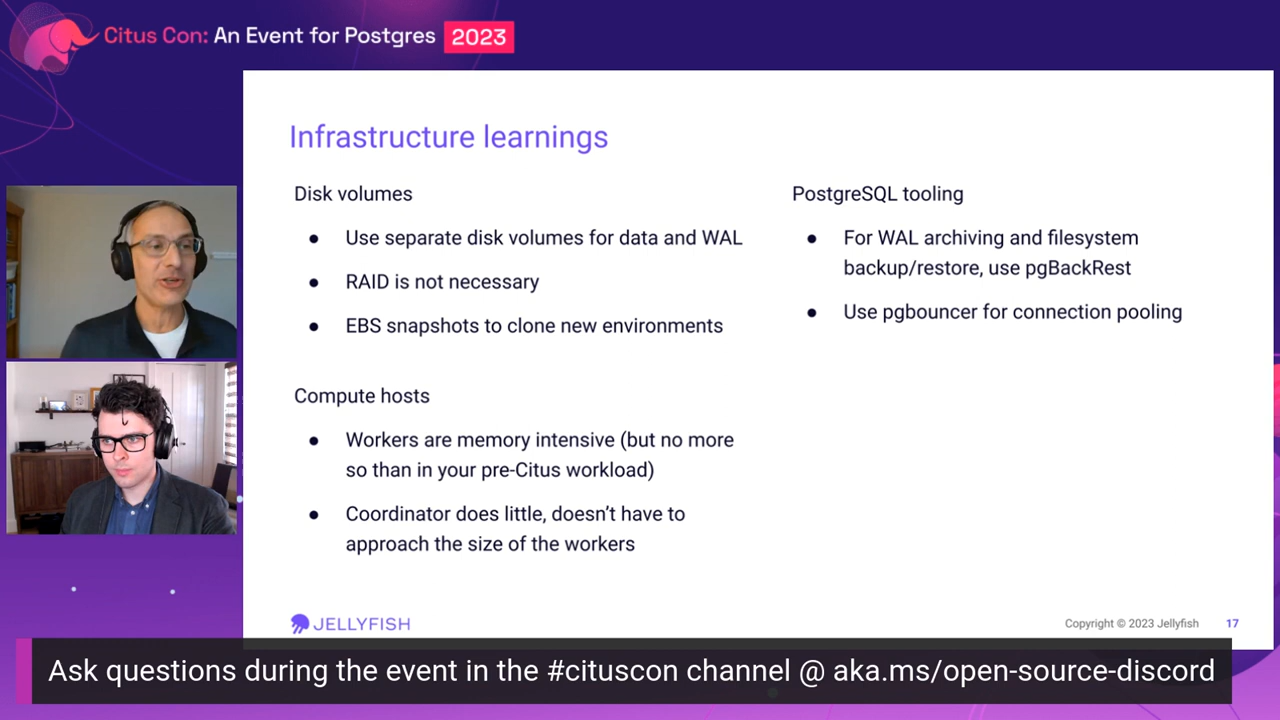 Citus Con: An Event for Postgres 2023
Infrastructure learnings
Disk volumes
● Use separate disk volumes for data and WAL
● RAID is not necessary
● EBS snapshots to clone new environments
Compute hosts
● Workers are memory intensive (but no more
so than in your pre-Citus workload)
● Coordinator does little, doesn't have to
approach the size of the workers
PostgreSQL tooling
● For WAL archiving and filesystem
backup/restore, use pgBackRest
● Use pgbouncer for connection pooling
JELLYFISH
Copyright © 2023 Jellyfish 17
Ask questions during the event in the #cituscon channel @ aka.ms/open-source-discord